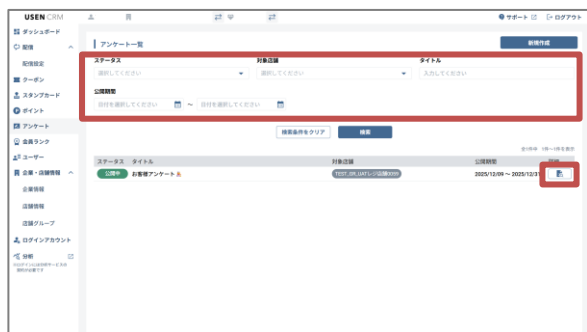 USEN CRM
サポート
ログアウト
ダッシュボード
配信
配信設定
クーポン
スタンプカード
ポイント
アンケート
会員ランク
ユーザー
企業・店舗情報
企業情報
店舗情報
店舗グループ
ログインアカウント
分析
アンケート一覧
新規作成
ステータス 対象店舗 タイトル
選択してください 選択してください 入力してください
公開期間
日付を選択してください ～ 日付を選択してください
検索条件をクリア 検索
ステータス タイトル 対象店舗 公開期間
公開中 お客様アンケート 2025/12/09 ～ 2025/12/31